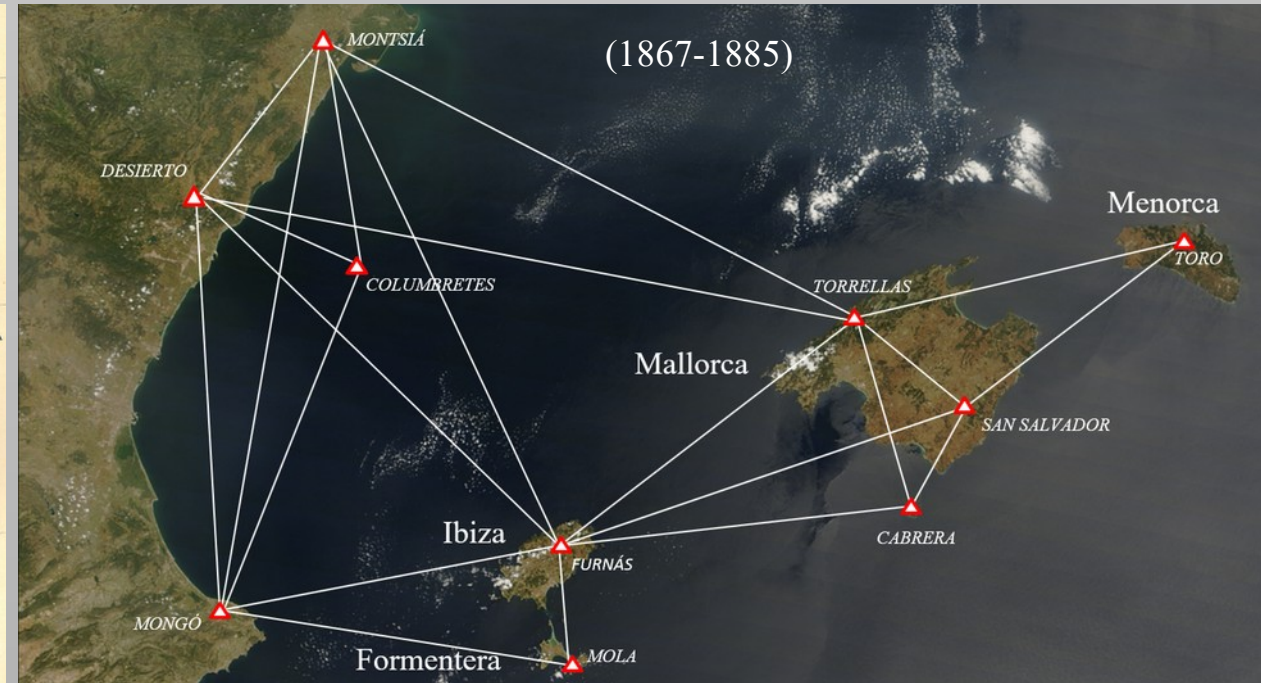 MONTSIÁ
(1867-1885)
DESIERTO
Menorca
TORO
COLUMBRETES
TORRELLAS
Mallorca
SAN SALVADOR
Ibiza
CABRERA
FURNÁS
MONGÓ
Formentera
MOLA